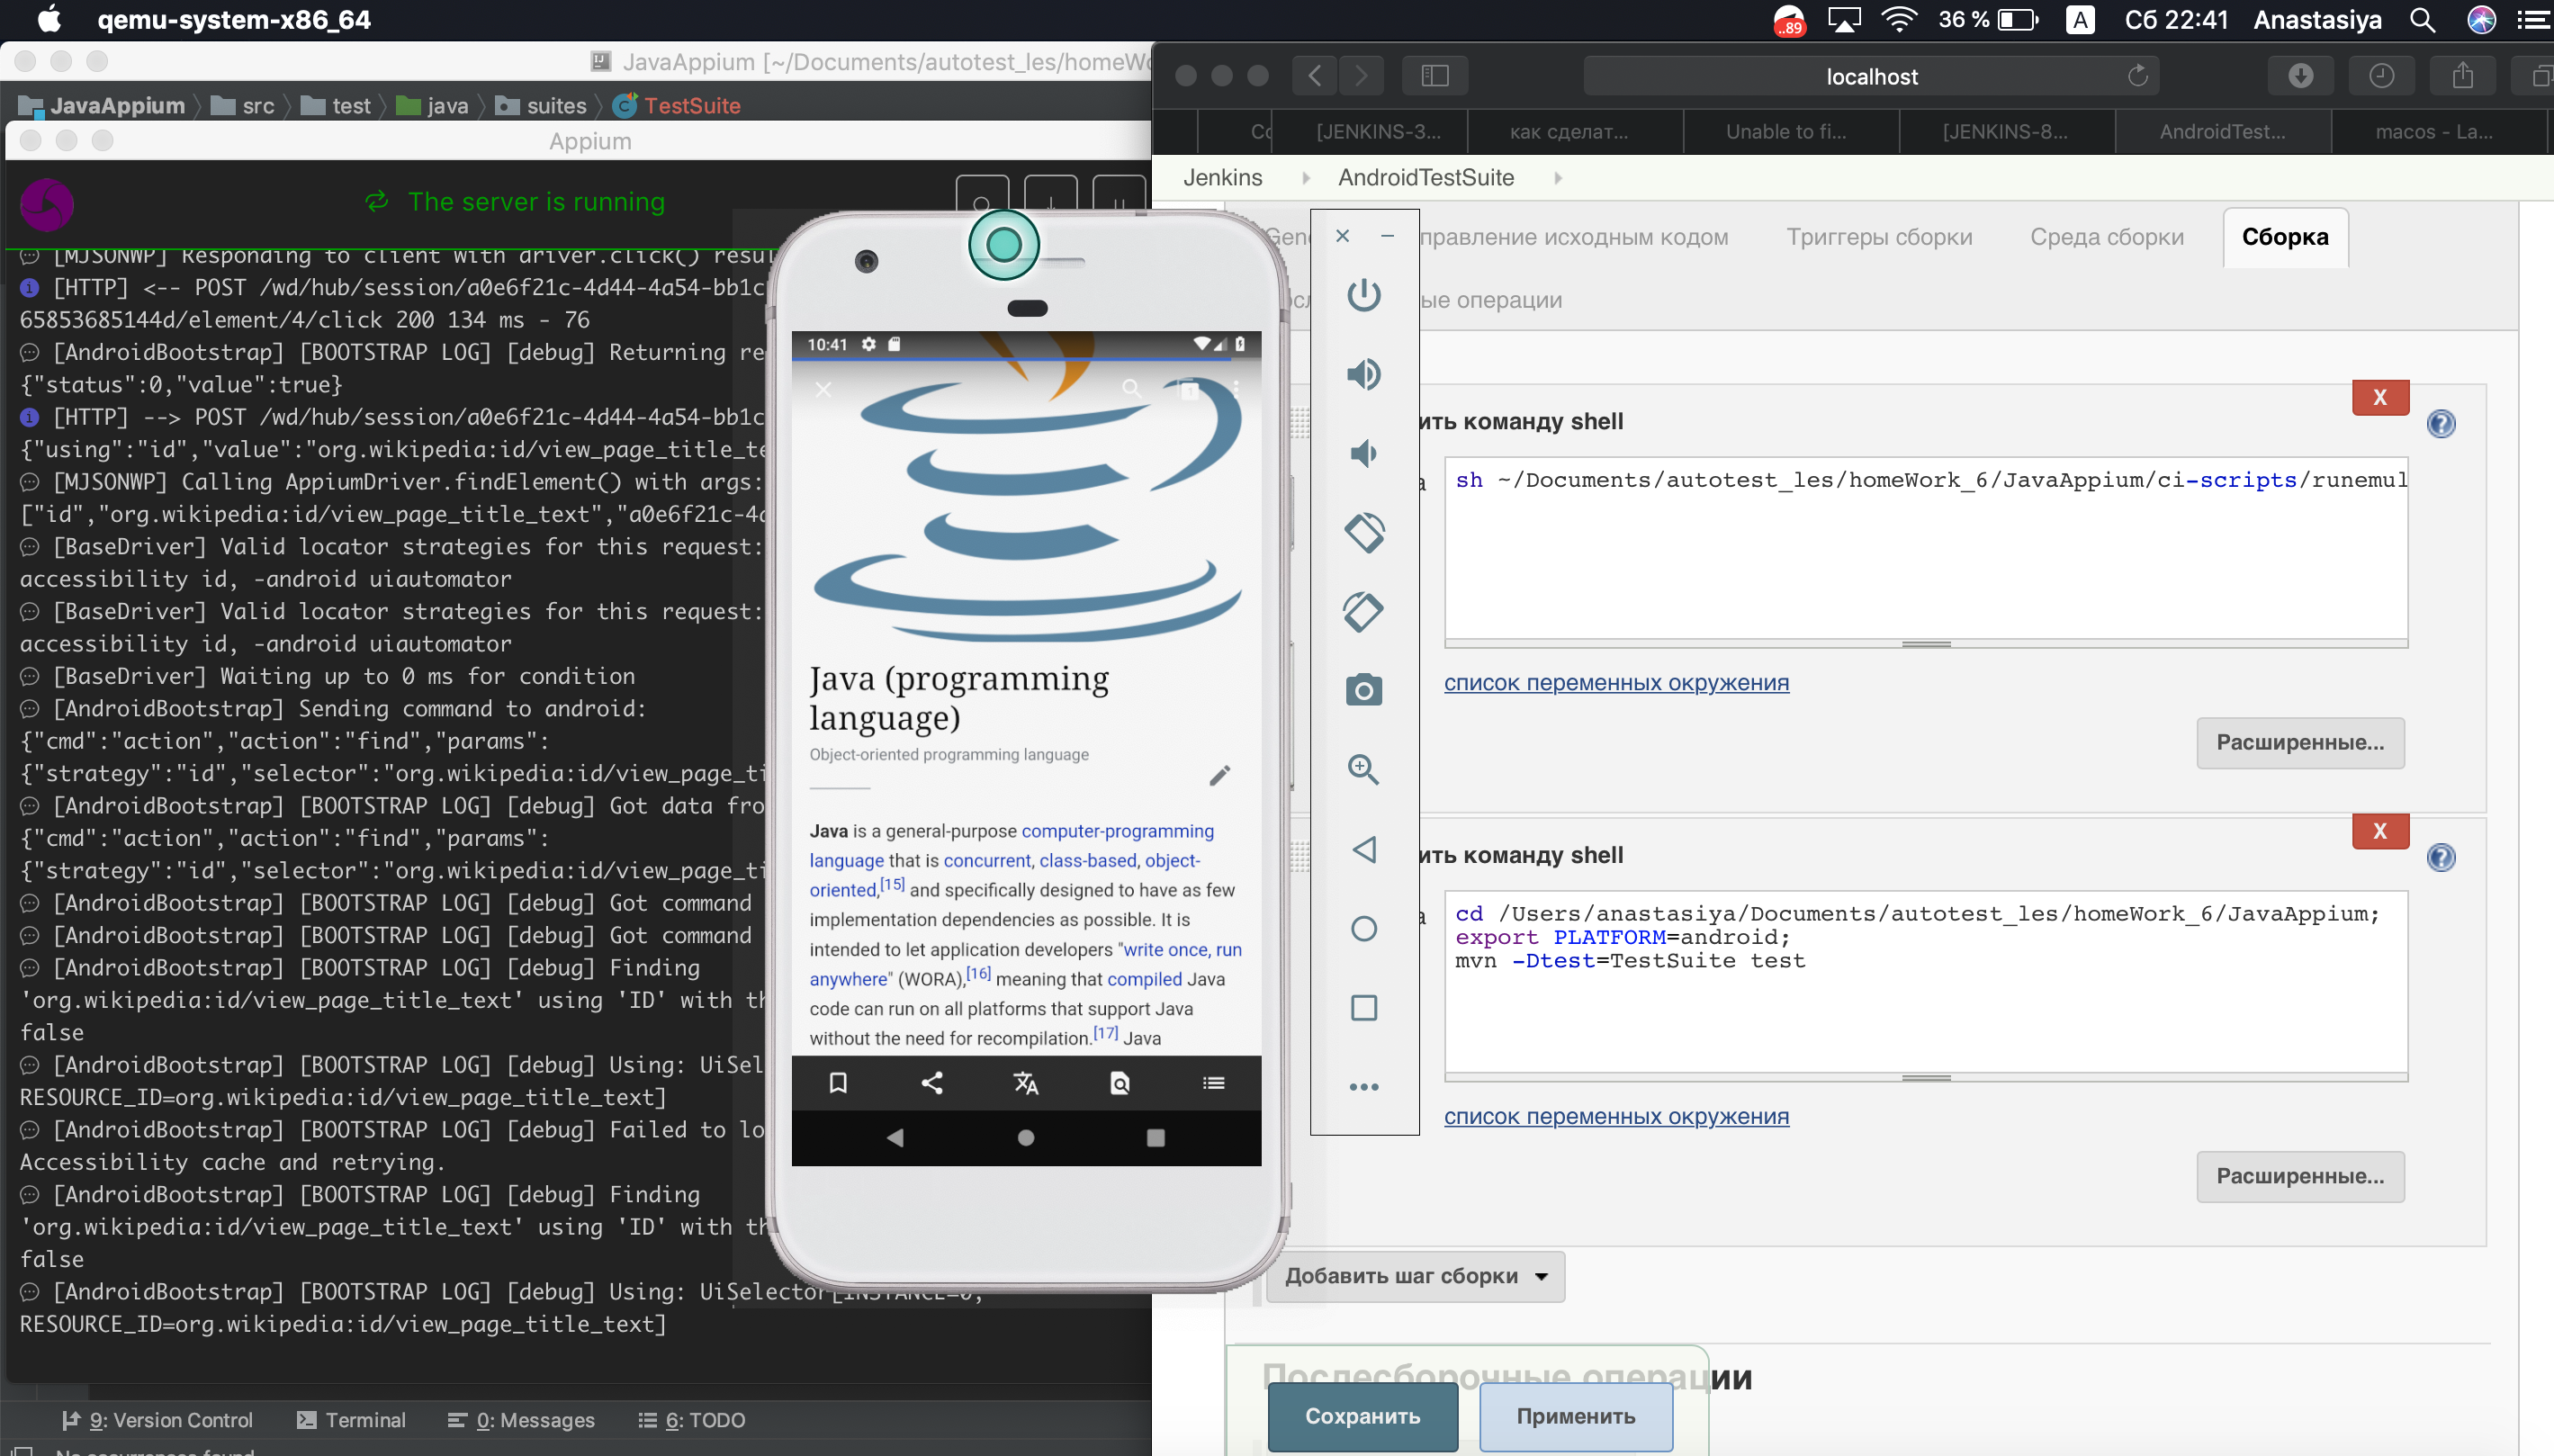 qemu-system-x86_64
..89
36 %
A
Сб 22:41
Anastasiya
JavaAppium [~/Documents/autotest_les/homeWo
JavaAppium
src
test
java
suites
TestSuite
Appium
The server is running
[MJSONWP] Responding to client with driver.click() resul
[HTTP] <-- POST /wd/hub/session/a0e6f21c-4d44-4a54-bb1c
65853685144d/element/4/click 200 134 ms - 76
[AndroidBootstrap] [BOOTSTRAP LOG] [debug] Returning re
{"status":0,"value":true}
[HTTP] --> POST /wd/hub/session/a0e6f21c-4d44-4a54-bb1c
{"using":"id","value":"org.wikipedia:id/view_page_title_te
[MJSONWP] Calling AppiumDriver.findElement() with args:
["id","org.wikipedia:id/view_page_title_text","a0e6f21c-4d
[BaseDriver] Valid locator strategies for this request:
accessibility id, -android uiautomator
[BaseDriver] Valid locator strategies for this request:
accessibility id, -android uiautomator
[BaseDriver] Waiting up to 0 ms for condition
[AndroidBootstrap] Sending command to android:
{"cmd":"action","action":"find","params":
{"strategy":"id","selector":"org.wikipedia:id/view_page_ti
[AndroidBootstrap] [BOOTSTRAP LOG] [debug] Got data fro
{"cmd":"action","action":"find","params":
{"strategy":"id","selector":"org.wikipedia:id/view_page_ti
[AndroidBootstrap] [BOOTSTRAP LOG] [debug] Got command
[AndroidBootstrap] [BOOTSTRAP LOG] [debug] Got command
[AndroidBootstrap] [BOOTSTRAP LOG] [debug] Finding
'org.wikipedia:id/view_page_title_text' using 'ID' with th
false
[AndroidBootstrap] [BOOTSTRAP LOG] [debug] Using: UiSel
RESOURCE_ID=org.wikipedia:id/view_page_title_text]
[AndroidBootstrap] [BOOTSTRAP LOG] [debug] Failed to lo
Accessibility cache and retrying.
[AndroidBootstrap] [BOOTSTRAP LOG] [debug] Finding
'org.wikipedia:id/view_page_title_text' using 'ID' with th
false
[AndroidBootstrap] [BOOTSTRAP LOG] [debug] Using: UiSelector[INSTANCE=0,
RESOURCE_ID=org.wikipedia:id/view_page_title_text]
9: Version Control
Terminal
0: Messages
6: TODO
No occurrences found
10:41
Java (programming
language)
Object-oriented programming language
Java is a general-purpose computer-programming
language that is concurrent, class-based, object-
oriented,[15] and specifically designed to have as few
implementation dependencies as possible. It is
intended to let application developers "write once, run
anywhere" (WORA),[16] meaning that compiled Java
code can run on all platforms that support Java
without the need for recompilation.[17] Java
localhost
Co
[JENKINS-3...
как сделат...
Unable to fi...
[JENKINS-8...
AndroidTest...
macos - La...
Jenkins
AndroidTestSuite
Gene
правление исходным кодом
Триггеры сборки
Среда сборки
Сборка
ые операции
X
ить команду shell
?
а
sh ~/Documents/autotest_les/homeWork_6/JavaAppium/ci-scripts/runemul
список переменных окружения
Расширенные...
X
ить команду shell
?
а
cd /Users/anastasiya/Documents/autotest_les/homeWork_6/JavaAppium;
export PLATFORM=android;
mvn -Dtest=TestSuite test
список переменных окружения
Расширенные...
Добавить шаг сборки
Послесборочные операции
Сохранить
Применить